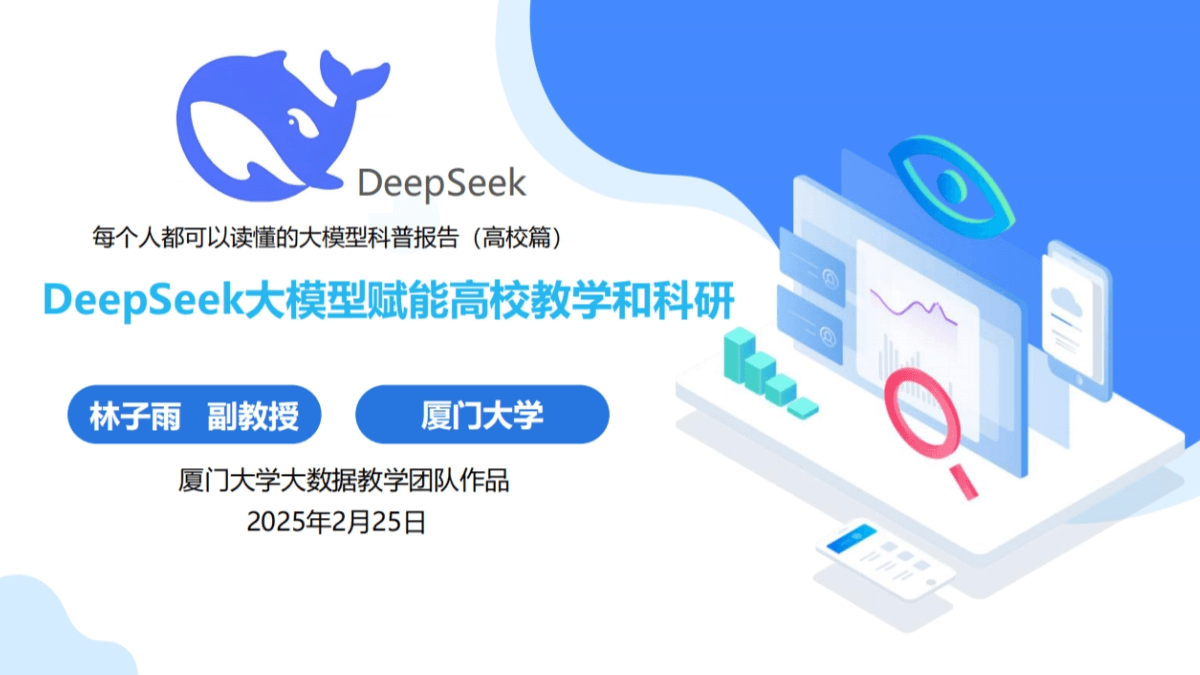 DeepSeek
每个人都可以读懂的大模型科普报告（高校篇）
DeepSeek大模型赋能高校教学和科研
林子雨 副教授
厦门大学
厦门大学大数据教学团队作品
2025年2月25日